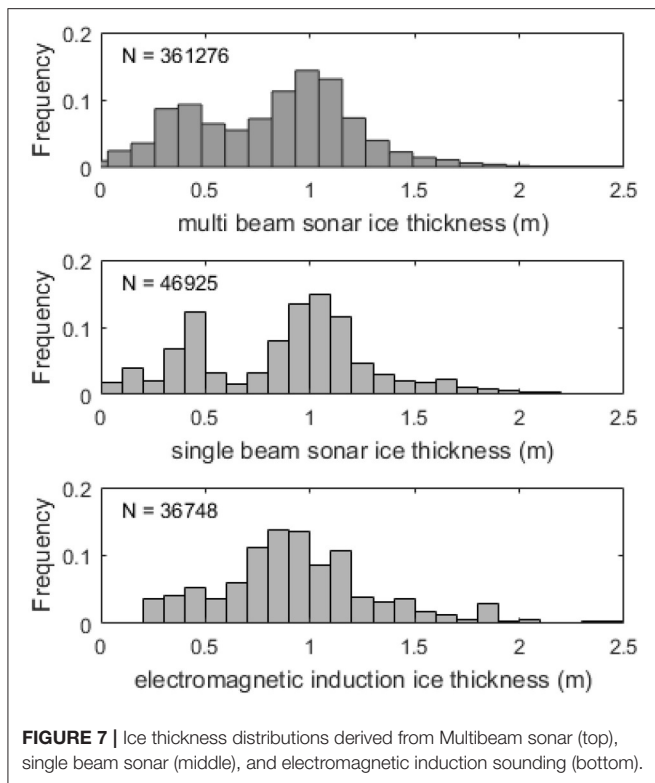 0.2
N = 361276
Frequency
0.1
0
0 0.5 1 1.5 2 2.5
multi beam sonar ice thickness (m)
0.2
N = 46925
Frequency
0.1
0
0 0.5 1 1.5 2 2.5
single beam sonar ice thickness (m)
0.2
N = 36748
Frequency
0.1
0
0 0.5 1 1.5 2 2.5
electromagnetic induction ice thickness (m)
FIGURE 7 | Ice thickness distributions derived from Multibeam sonar (top),
single beam sonar (middle), and electromagnetic induction sounding (bottom).